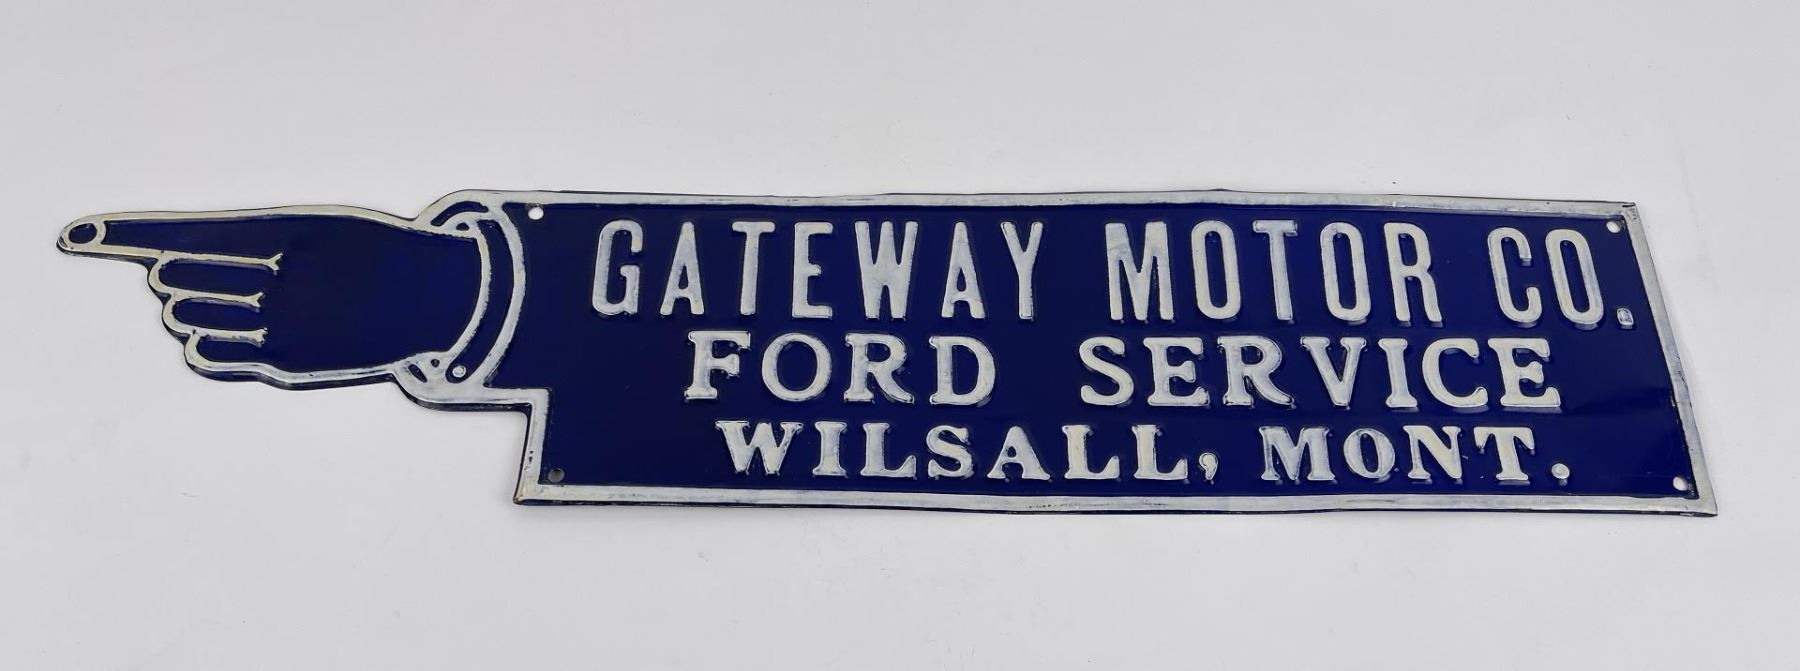 GATEWAY MOTOR CO.
FORD SERVICE
WILSALL, MONT.